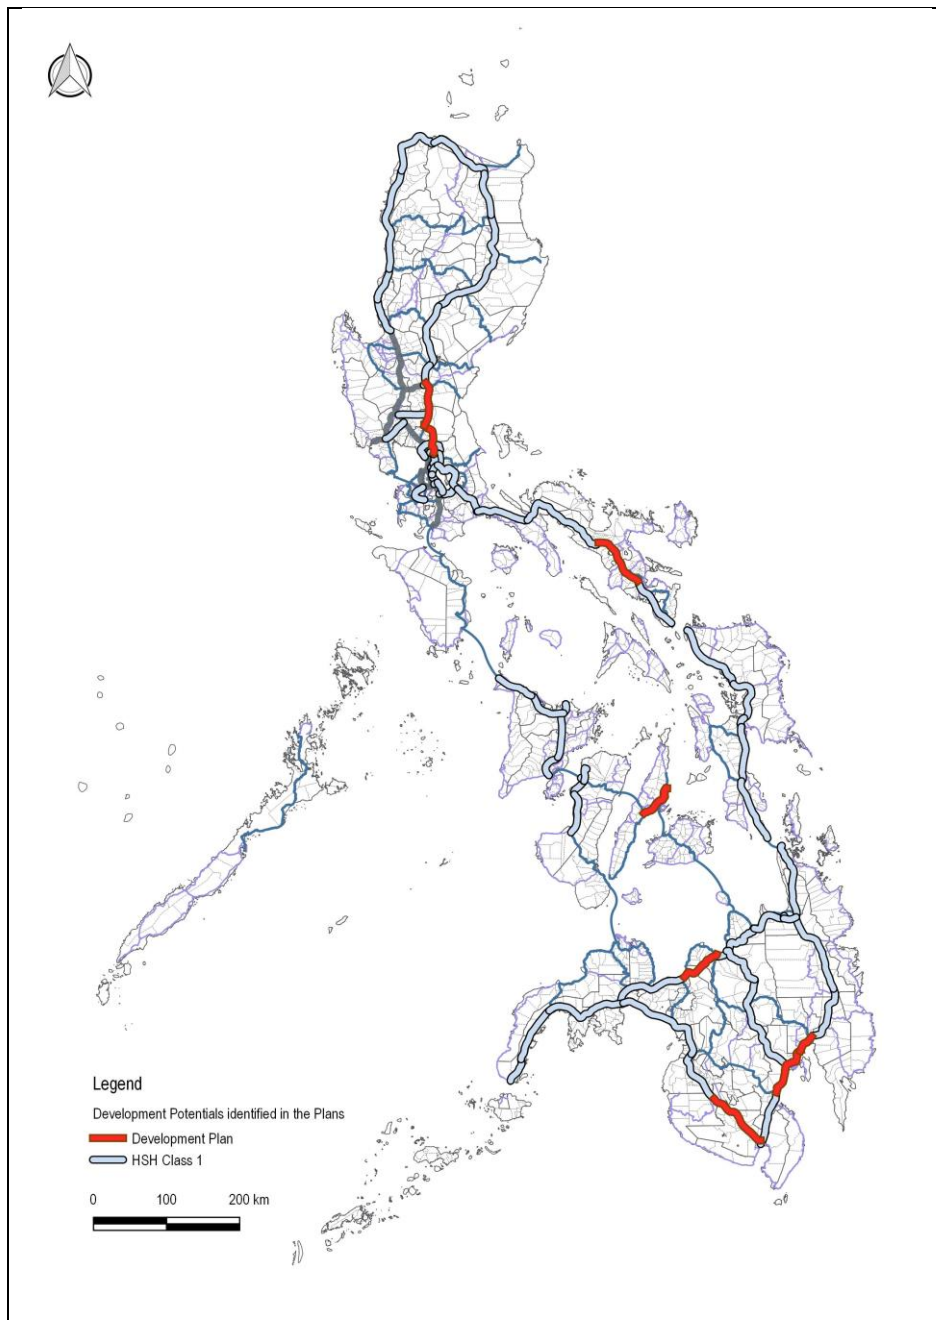 Legend
Development Potentials identified in the Plans
Development Plan
HSH Class 1
0 100 200 km